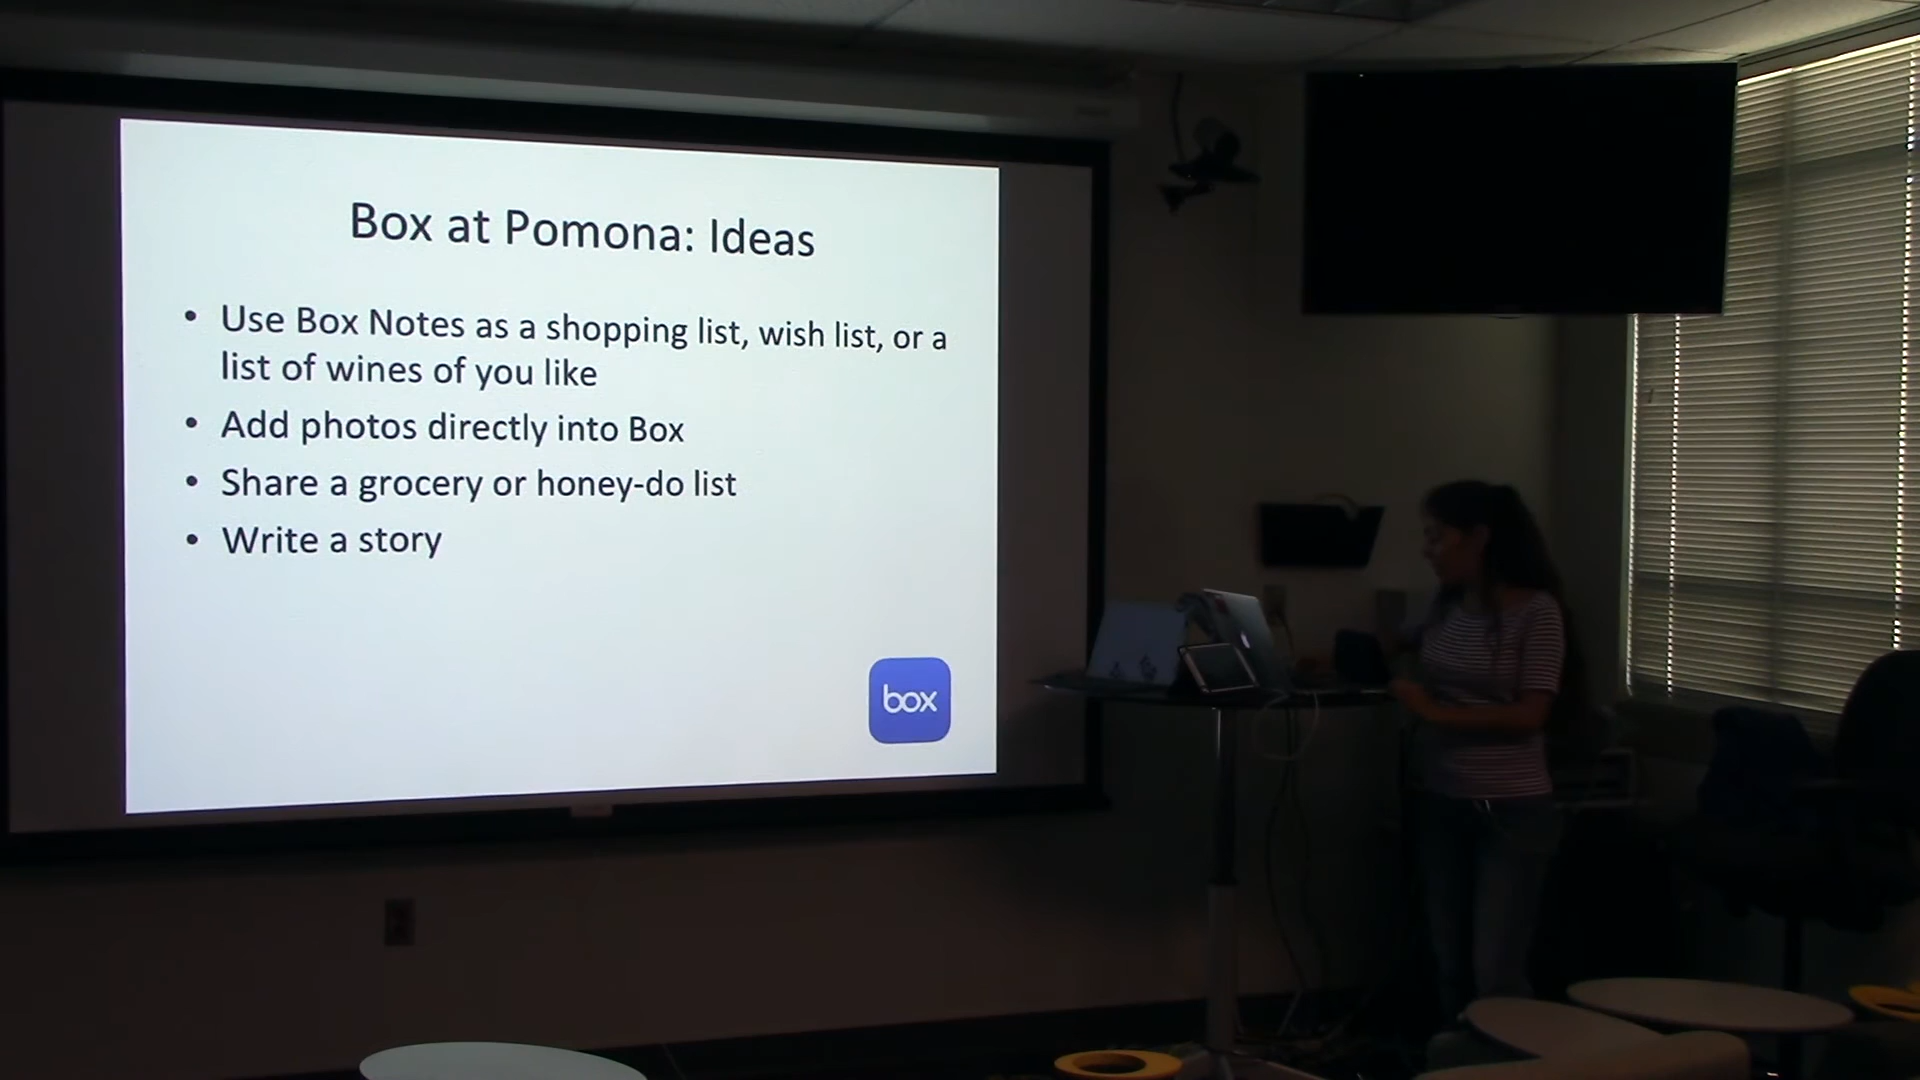 Box at Pomona: Ideas
• Use Box Notes as a shopping list, wish list, or a
list of wines of you like
• Add photos directly into Box
• Share a grocery or honey-do list
• Write a story
box